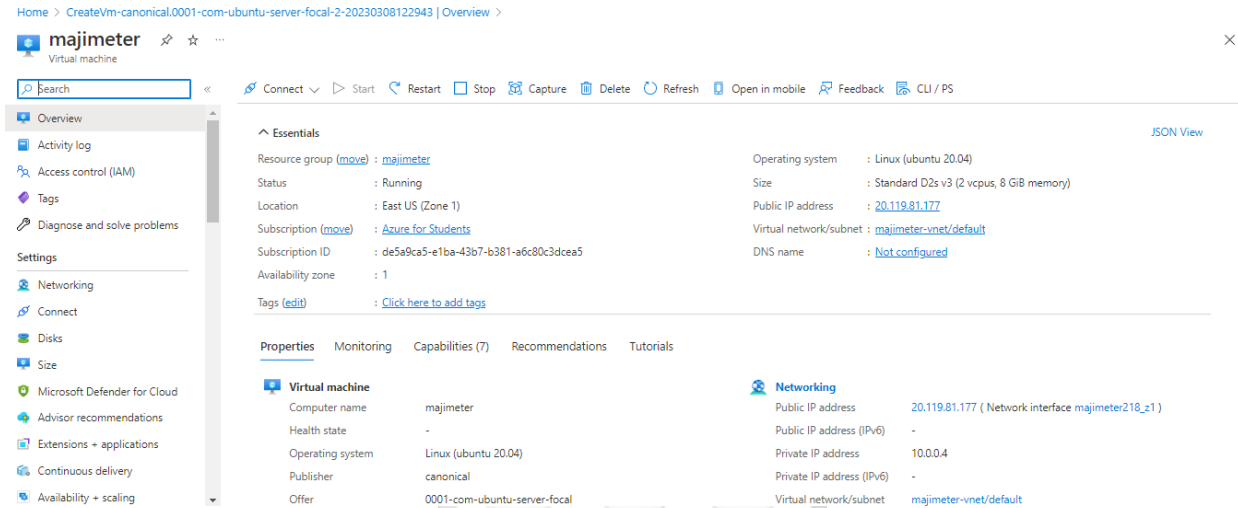 Home > CreateVm-canonical.0001-com-ubuntu-server-focal-2-20230308122943 | Overview >
majimeter
Virtual machine
Search
Connect Start Restart Stop Capture Delete Refresh Open in mobile Feedback CLI / PS
Overview
Activity log
Access control (IAM)
Tags
Diagnose and solve problems
Settings
Networking
Connect
Disks
Size
Microsoft Defender for Cloud
Advisor recommendations
Extensions + applications
Continuous delivery
Availability + scaling
Essentials
JSON View
Resource group (move) : majimeter
Status : Running
Location : East US (Zone 1)
Subscription (move) : Azure for Students
Subscription ID : de5a9ca5-e1ba-43b7-b381-a6c80c3dcea5
Availability zone : 1
Tags (edit) : Click here to add tags
Operating system : Linux (ubuntu 20.04)
Size : Standard D2s v3 (2 vcpus, 8 GiB memory)
Public IP address : 20.119.81.177
Virtual network/subnet : majimeter-vnet/default
DNS name : Not configured
Properties Monitoring Capabilities (7) Recommendations Tutorials
Virtual machine
Computer name majimeter
Health state -
Operating system Linux (ubuntu 20.04)
Publisher canonical
Offer 0001-com-ubuntu-server-focal
Networking
Public IP address 20.119.81.177 ( Network interface majimeter218_z1 )
Public IP address (IPv6) -
Private IP address 10.0.0.4
Private IP address (IPv6) -
Virtual network/subnet majimeter-vnet/default